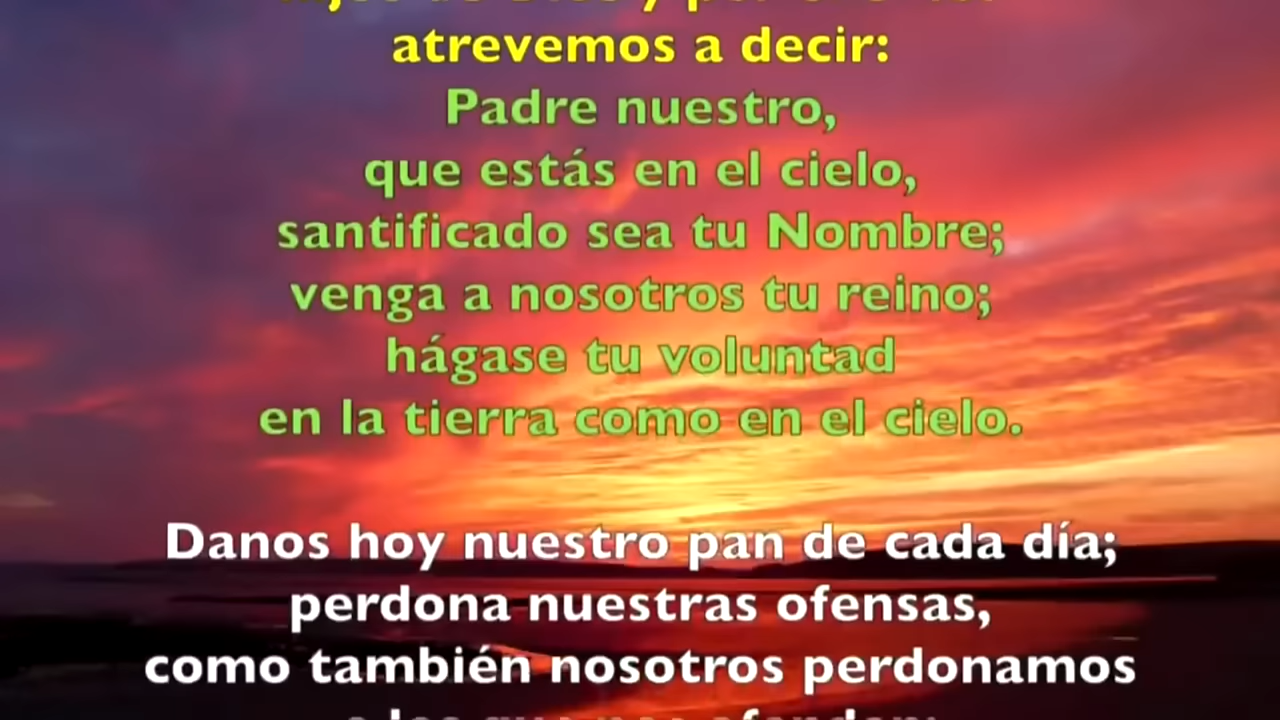 atrevemos a decir:
Padre nuestro,
que estás en el cielo,
santificado sea tu Nombre;
venga a nosotros tu reino;
hágase tu voluntad
en la tierra como en el cielo.
Danos hoy nuestro pan de cada día;
perdona nuestras ofensas,
como también nosotros perdonamos